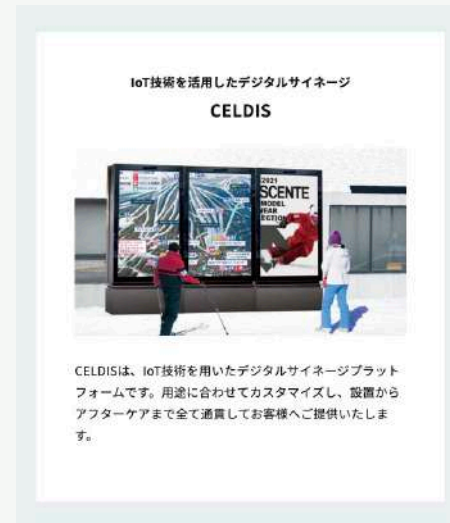 IoT技術を活用したデジタルサイネージ
CELDIS
2021
SCENTE
MODEL
WEAR
ECTION
CELDISは、IoT技術を用いたデジタルサイネージプラット
フォームです。用途に合わせてカスタマイズし、設置から
アフターケアまで全て通貫してお客様へご提供いたしま
す。